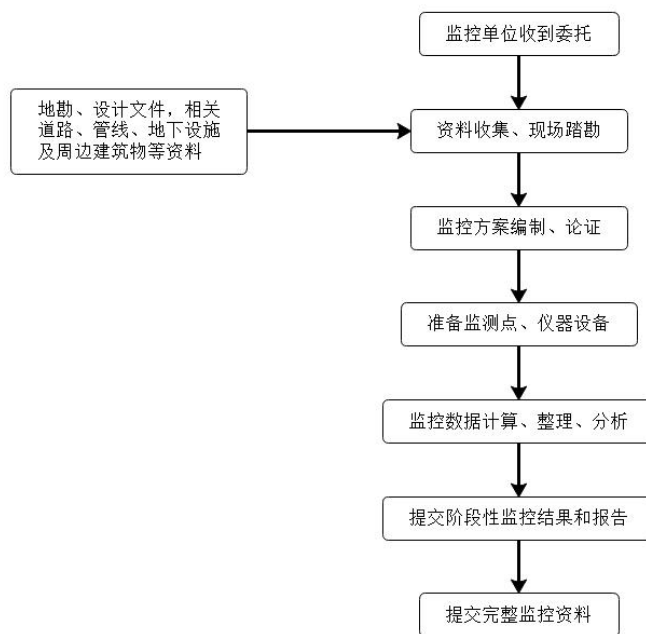 监控单位收到委托
地勘、设计文件，相关
道路、管线、地下设施
及周边建筑物等资料
资料收集、现场踏勘
监控方案编制、论证
准备监测点、仪器设备
监控数据计算、整理、分析
提交阶段性监控结果和报告
提交完整监控资料